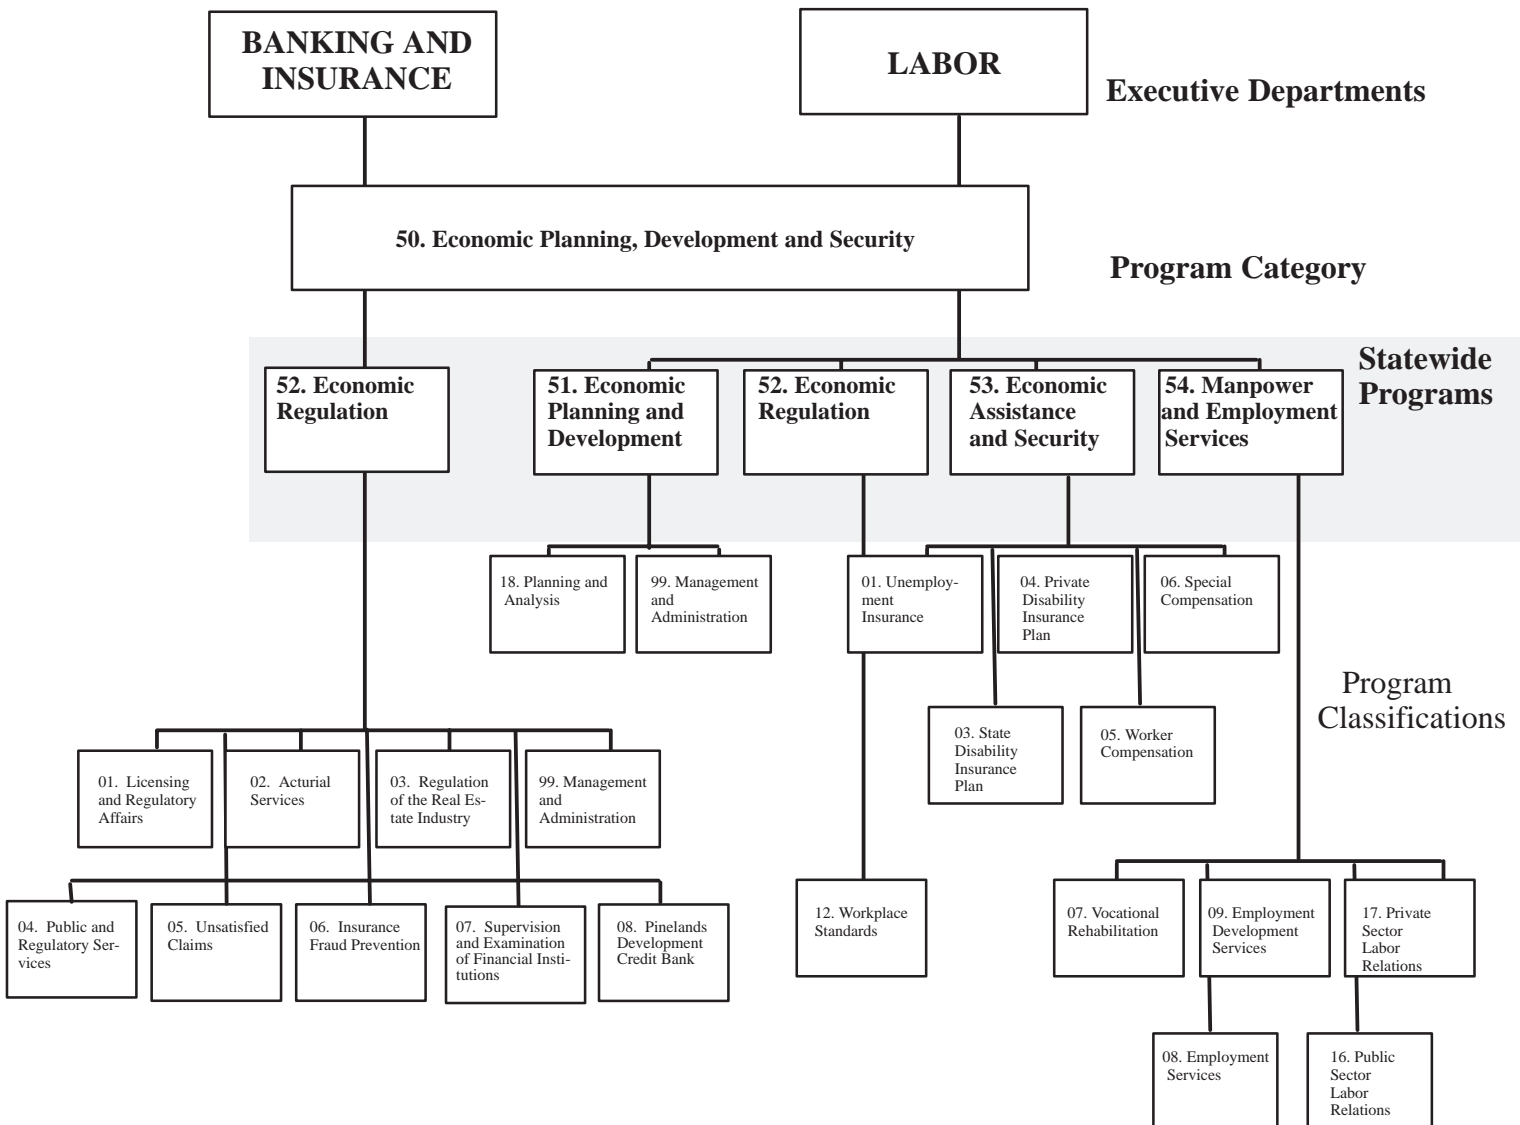 BANKING AND
INSURANCE
LABOR
Executive Departments
50. Economic Planning, Development and Security
Program Category
Statewide
Programs
52. Economic
Regulation
51. Economic
Planning and
Development
52. Economic
Regulation
53. Economic
Assistance
and Security
54. Manpower
and Employment
Services
18. Planning and
Analysis
99. Management
and
Administration
01. Unemploy-
ment
Insurance
04. Private
Disability
Insurance
Plan
06. Special
Compensation
Program
Classifications
03. State
Disability
Insurance
Plan
05. Worker
Compensation
01. Licensing
and Regulatory
Affairs
02. Acturial
Services
03. Regulation
of the Real Es-
tate Industry
99. Management
and
Administration
04. Public and
Regulatory Ser-
vices
05. Unsatisfied
Claims
06. Insurance
Fraud Prevention
07. Supervision
and Examination
of Financial Insti-
tutions
08. Pinelands
Development
Credit Bank
12. Workplace
Standards
07. Vocational
Rehabilitation
09. Employment
Development
Services
17. Private
Sector
Labor
Relations
08. Employment
Services
16. Public
Sector
Labor
Relations